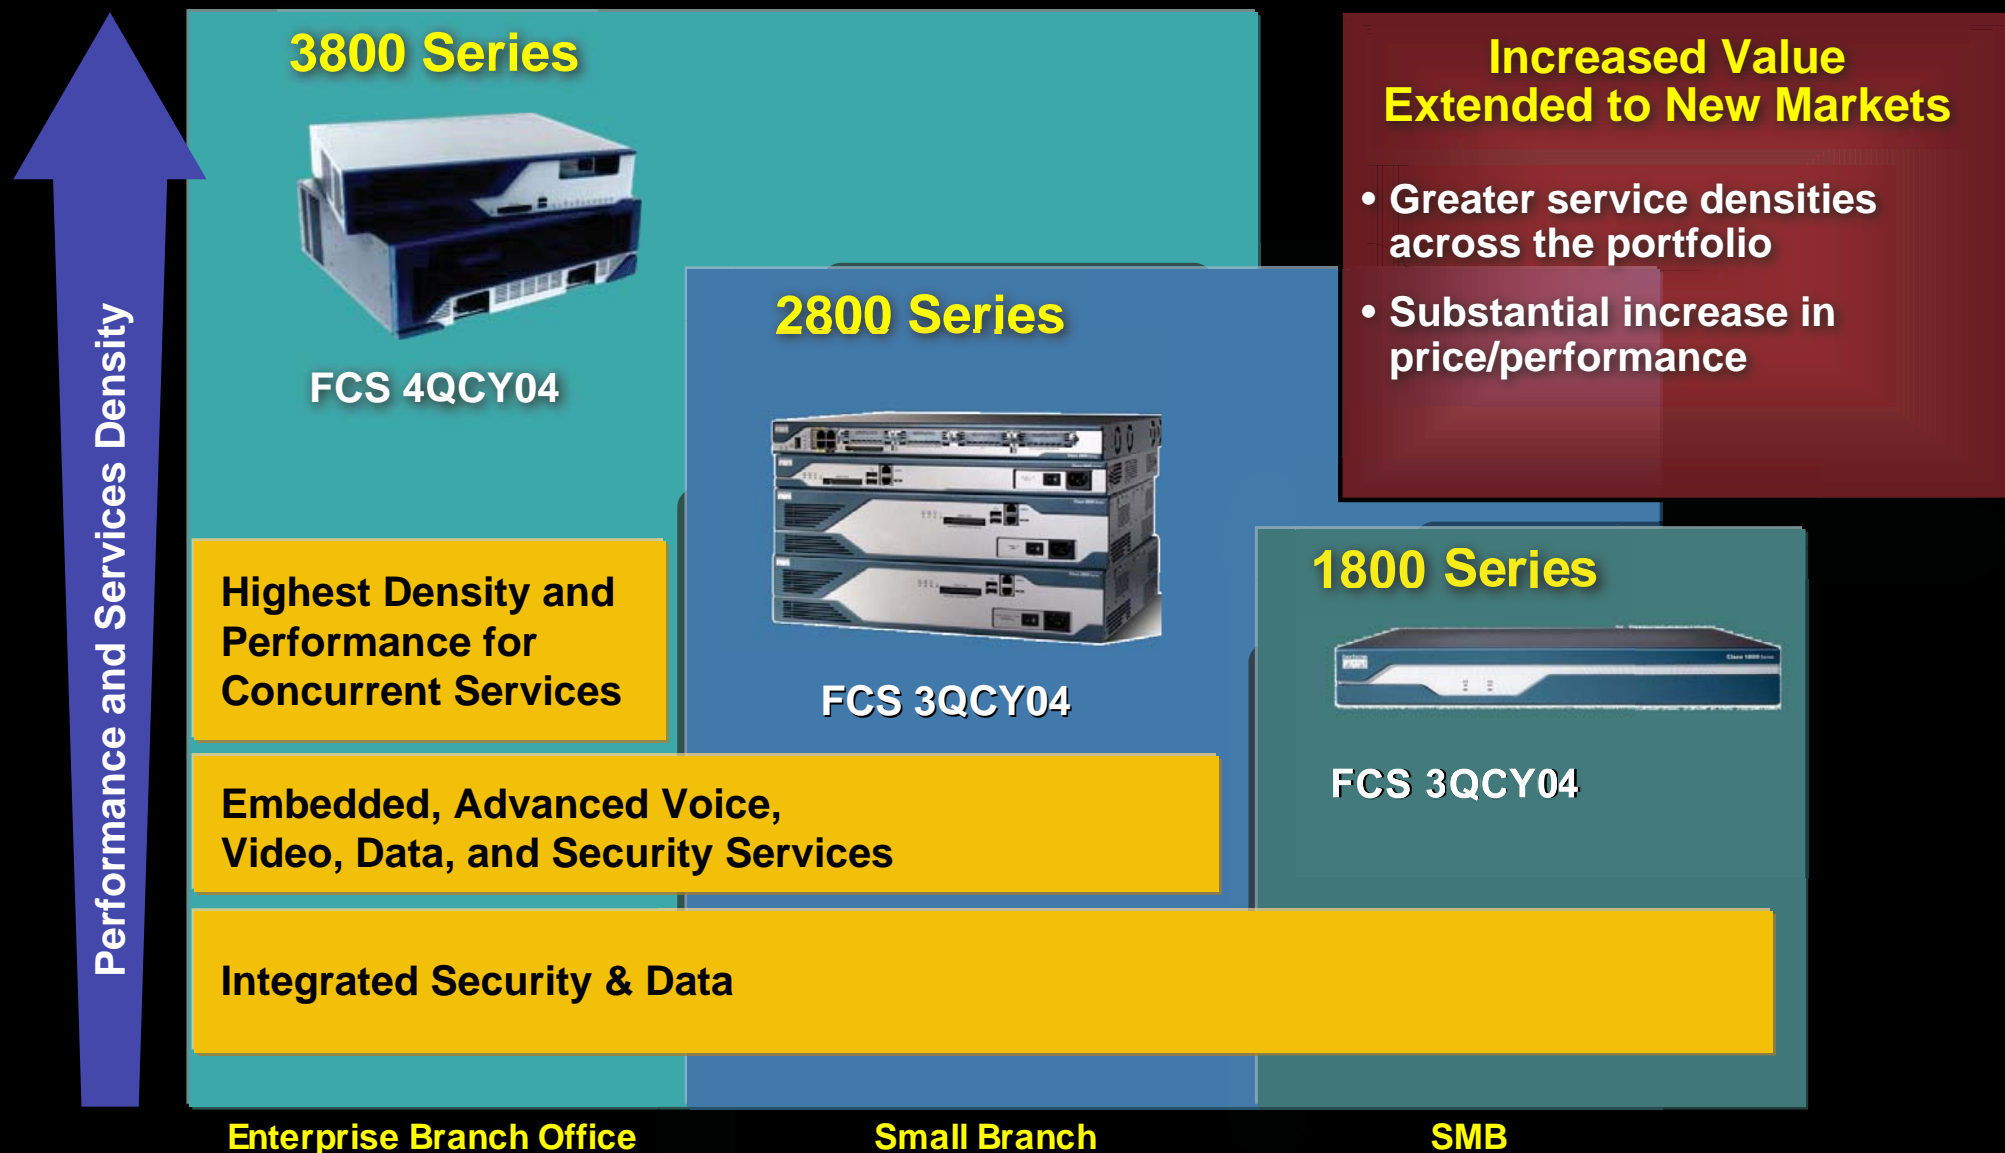 3800 Series
FCS 4QCY04
2800 Series
FCS 3QCY04
1800 Series
Cisco 1800 Series
FCS 3QCY04
Increased Value
Extended to New Markets
• Greater service densities
across the portfolio
• Substantial increase in
price/performance
Performance and Services Density
Highest Density and
Performance for
Concurrent Services
Embedded, Advanced Voice,
Video, Data, and Security Services
Integrated Security & Data
Enterprise Branch Office
Small Branch
SMB